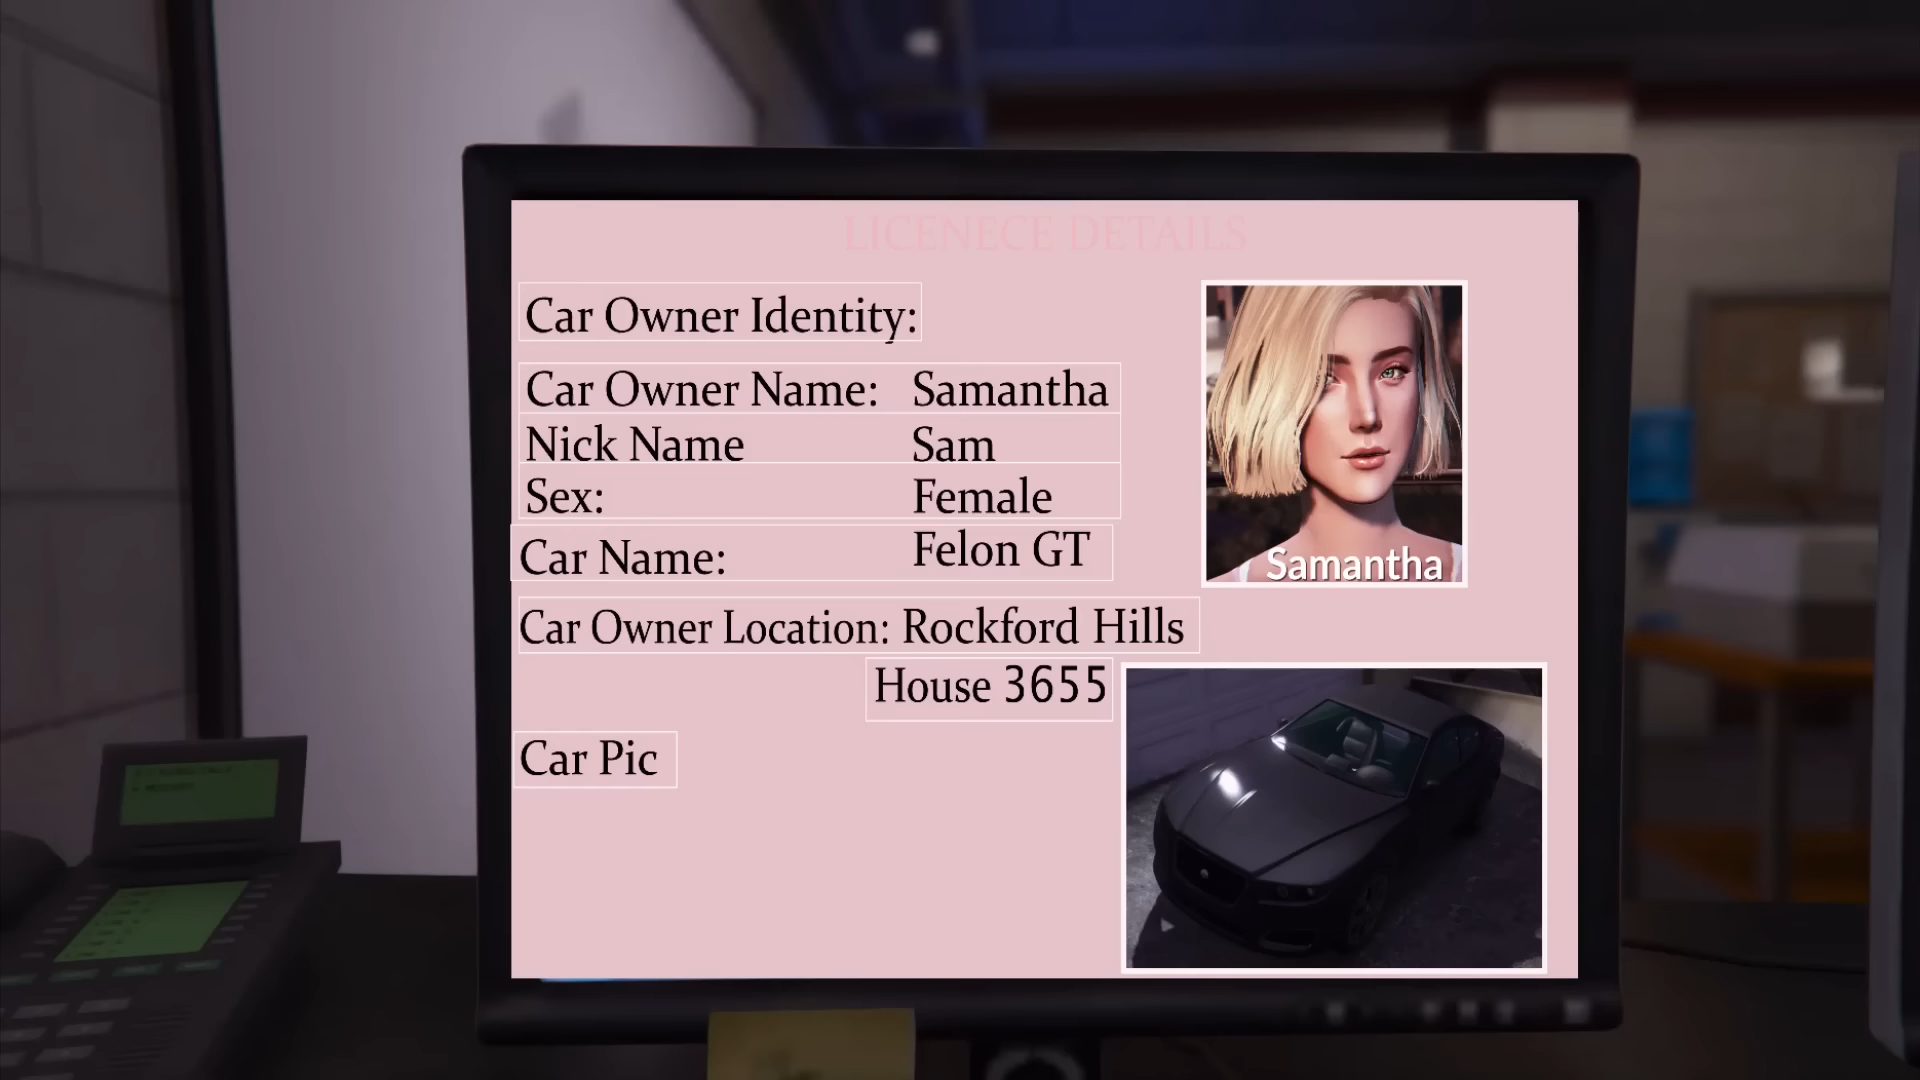 LICENECE DETAILS
Car Owner Identity:
Car Owner Name: Samantha
Nick Name Sam
Sex: Female
Car Name: Felon GT
Samantha
Car Owner Location: Rockford Hills
House 3655
Car Pic